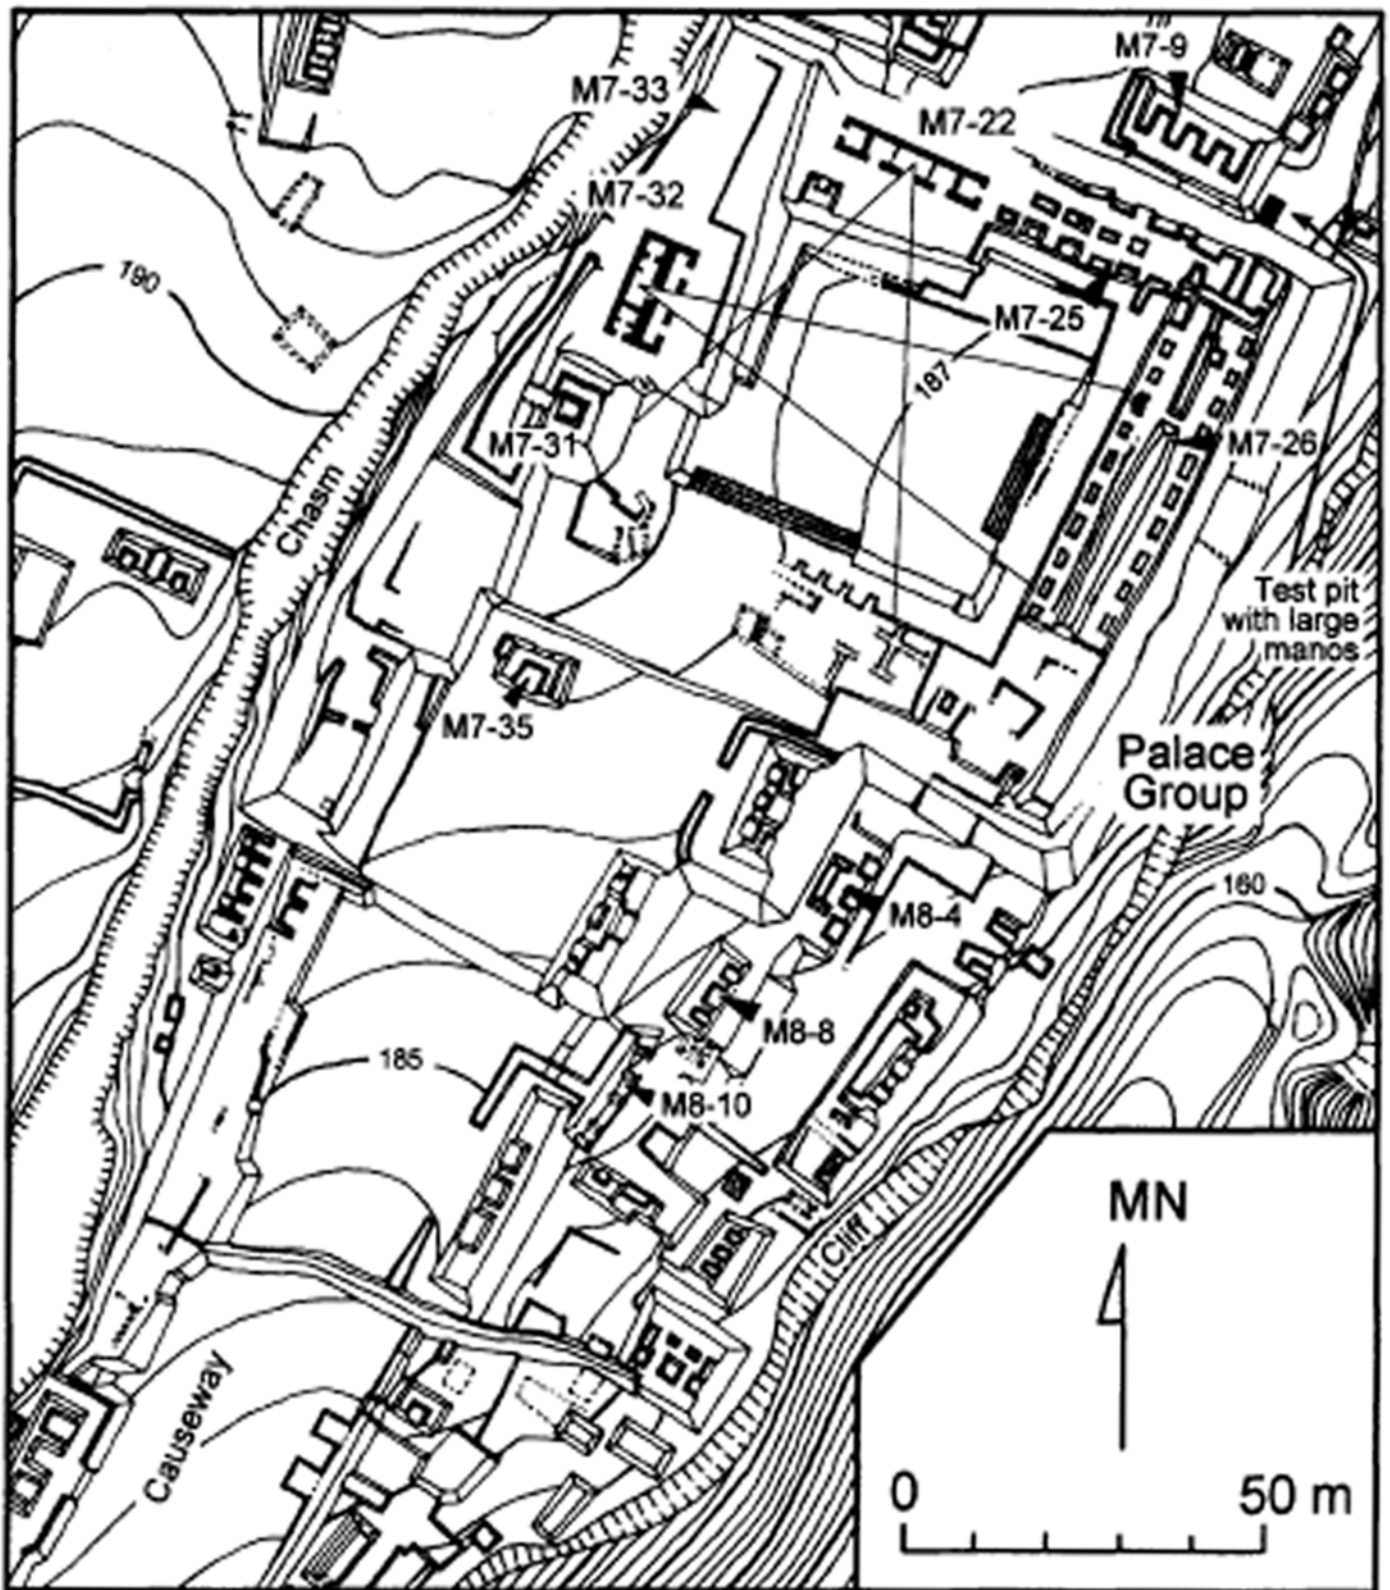 M7-9
M7-33
M7-22
M7-32
190
M7-25
187
M7-31
M7-26
Chasm
Test pit
with large
manos
M7-35
Palace
Group
160
M8-4
M8-8
185
M8-10
MN
Cliff
Causeway
0 50 m